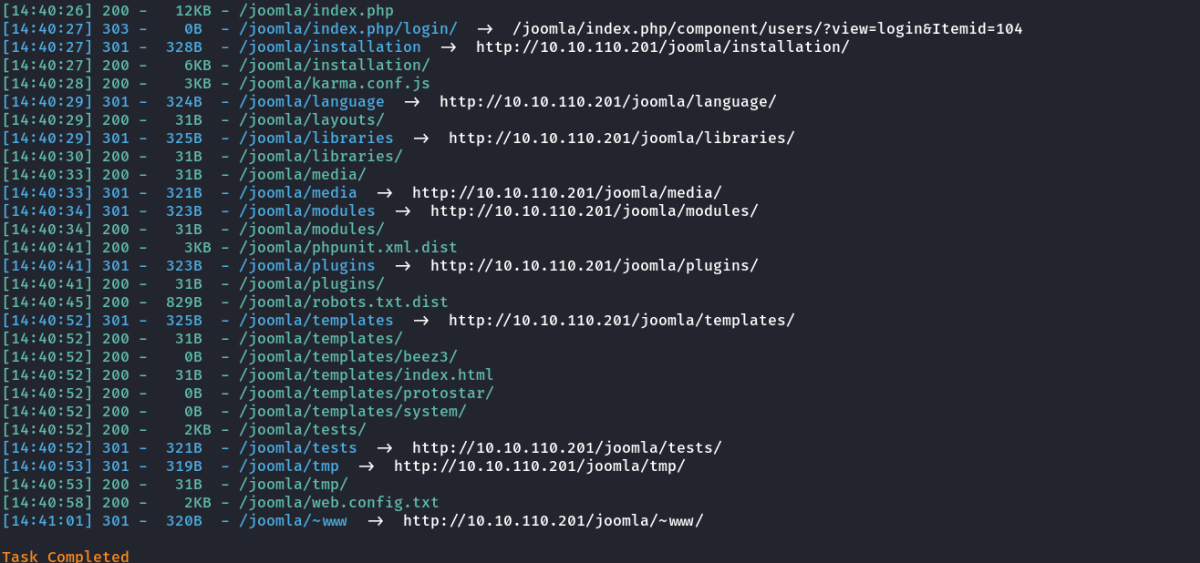 [14:40:26] 200 -   12KB - /joomla/index.php
[14:40:27] 303 -    0B  - /joomla/index.php/login/  →  /joomla/index.php/component/users/?view=login&Itemid=104
[14:40:27] 301 -  328B  - /joomla/installation  →  http://10.10.110.201/joomla/installation/
[14:40:27] 200 -    6KB - /joomla/installation/
[14:40:28] 200 -    3KB - /joomla/karma.conf.js
[14:40:29] 301 -  324B  - /joomla/language  →  http://10.10.110.201/joomla/language/
[14:40:29] 200 -   31B  - /joomla/layouts/
[14:40:29] 301 -  325B  - /joomla/libraries  →  http://10.10.110.201/joomla/libraries/
[14:40:30] 200 -   31B  - /joomla/libraries/
[14:40:33] 200 -   31B  - /joomla/media/
[14:40:33] 301 -  321B  - /joomla/media  →  http://10.10.110.201/joomla/media/
[14:40:34] 301 -  323B  - /joomla/modules  →  http://10.10.110.201/joomla/modules/
[14:40:34] 200 -   31B  - /joomla/modules/
[14:40:41] 200 -    3KB - /joomla/phpunit.xml.dist
[14:40:41] 301 -  323B  - /joomla/plugins  →  http://10.10.110.201/joomla/plugins/
[14:40:41] 200 -   31B  - /joomla/plugins/
[14:40:45] 200 -  829B  - /joomla/robots.txt.dist
[14:40:52] 301 -  325B  - /joomla/templates  →  http://10.10.110.201/joomla/templates/
[14:40:52] 200 -   31B  - /joomla/templates/
[14:40:52] 200 -    0B  - /joomla/templates/beez3/
[14:40:52] 200 -   31B  - /joomla/templates/index.html
[14:40:52] 200 -    0B  - /joomla/templates/protostar/
[14:40:52] 200 -    0B  - /joomla/templates/system/
[14:40:52] 200 -    2KB - /joomla/tests/
[14:40:52] 301 -  321B  - /joomla/tests  →  http://10.10.110.201/joomla/tests/
[14:40:53] 301 -  319B  - /joomla/tmp  →  http://10.10.110.201/joomla/tmp/
[14:40:53] 200 -   31B  - /joomla/tmp/
[14:40:58] 200 -    2KB - /joomla/web.config.txt
[14:41:01] 301 -  320B  - /joomla/~www  →  http://10.10.110.201/joomla/~www/
Task Completed